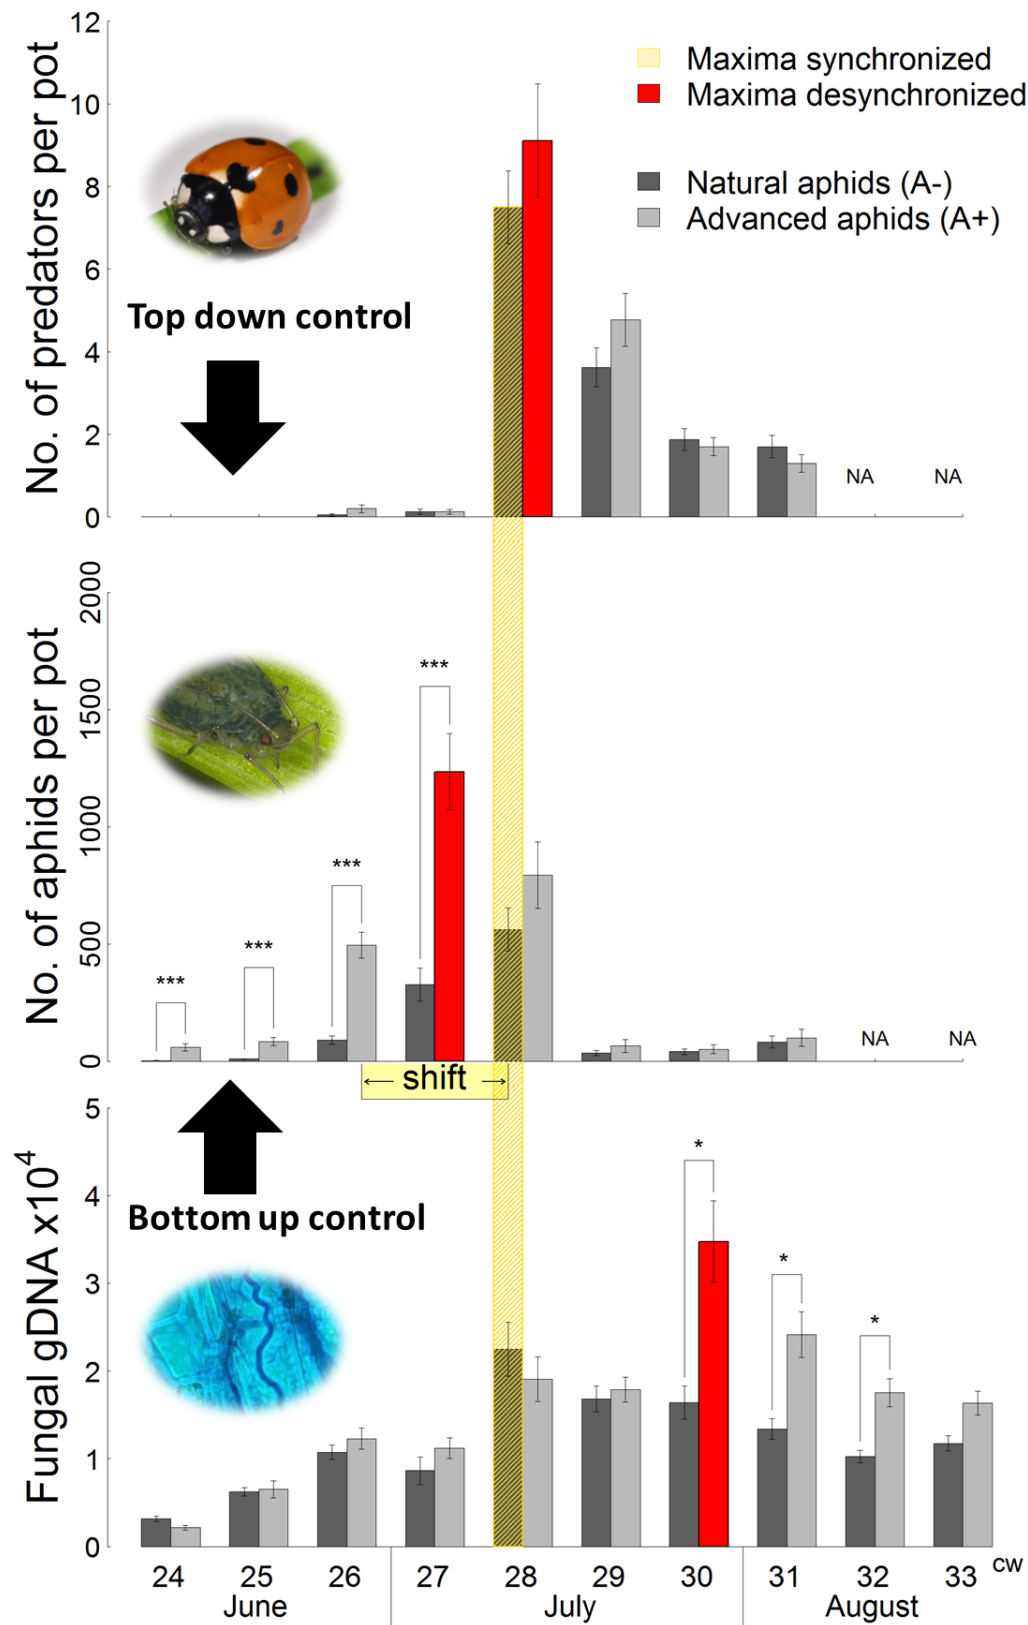 No. of predators per pot
12
10
8
6
4
2
0
Maxima synchronized
Maxima desynchronized
Natural aphids (A-)
Advanced aphids (A+)
Top down control
NA
NA
No. of aphids per pot
2000
1500
1000
500
0
***
***
***
***
NA
NA
shift
Fungal gDNA x10⁴
5
4
3
2
1
0
Bottom up control
*
*
*
24 25 26 27 28 29 30 31 32 33 cw
June July August